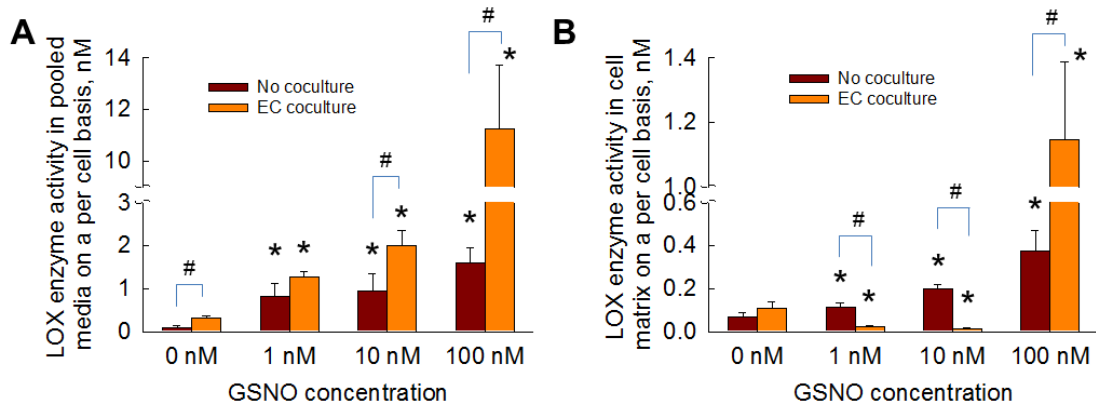 A
LOX enzyme activity in pooled
media on a per cell basis, nM
14
12
10
3
2
1
0
No coculture
EC coculture
#
*
*
#
*
*
#
*
*
0 nM
1 nM
10 nM
100 nM
GSNO concentration
B
LOX enzyme activity in cell
matrix on a per cell basis, nM
1.4
1.2
1.0
0.6
0.4
0.2
0.0
No coculture
EC coculture
#
*
*
#
*
*
#
*
*
0 nM
1 nM
10 nM
100 nM
GSNO concentration